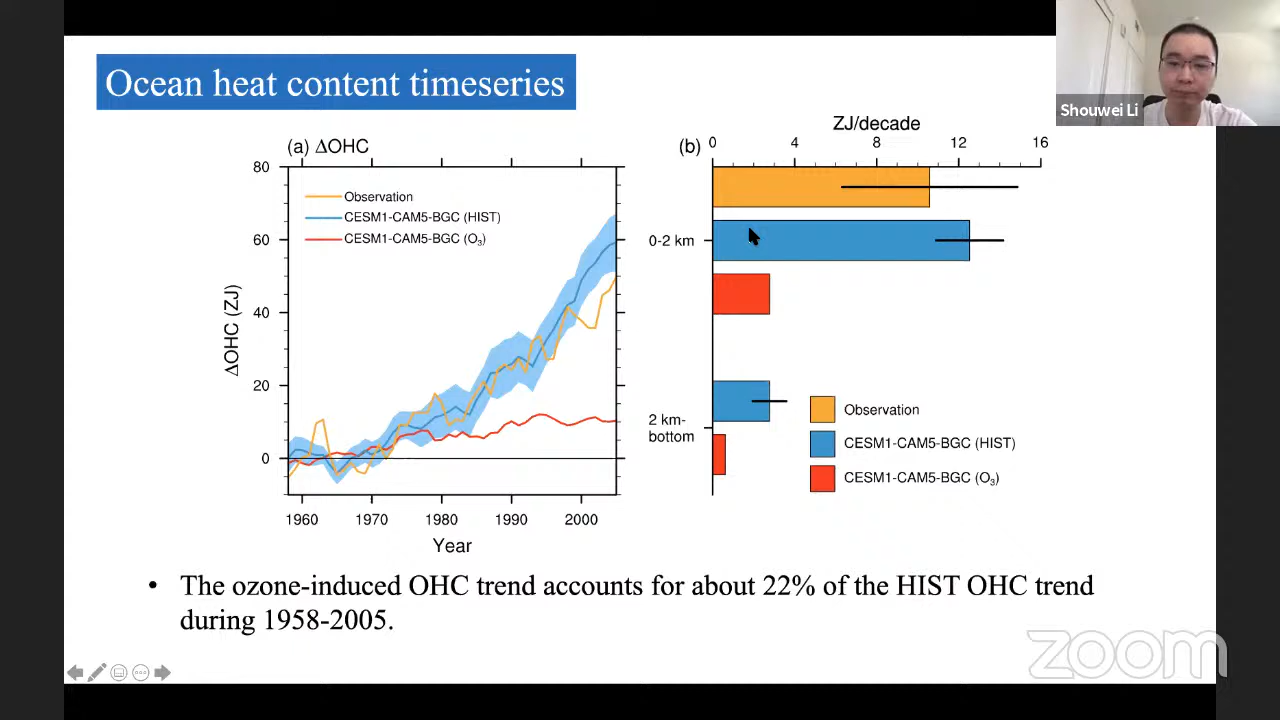 Ocean heat content timeseries
Shouwei Li
(a) ΔOHC
80
60
40
20
0
ΔOHC (ZJ)
Observation
CESM1-CAM5-BGC (HIST)
CESM1-CAM5-BGC (O₃)
1960 1970 1980 1990 2000
Year
(b)
ZJ/decade
0 4 8 12 16
0-2 km
2 km-
bottom
Observation
CESM1-CAM5-BGC (HIST)
CESM1-CAM5-BGC (O₃)
• The ozone-induced OHC trend accounts for about 22% of the HIST OHC trend
during 1958-2005.
zoom